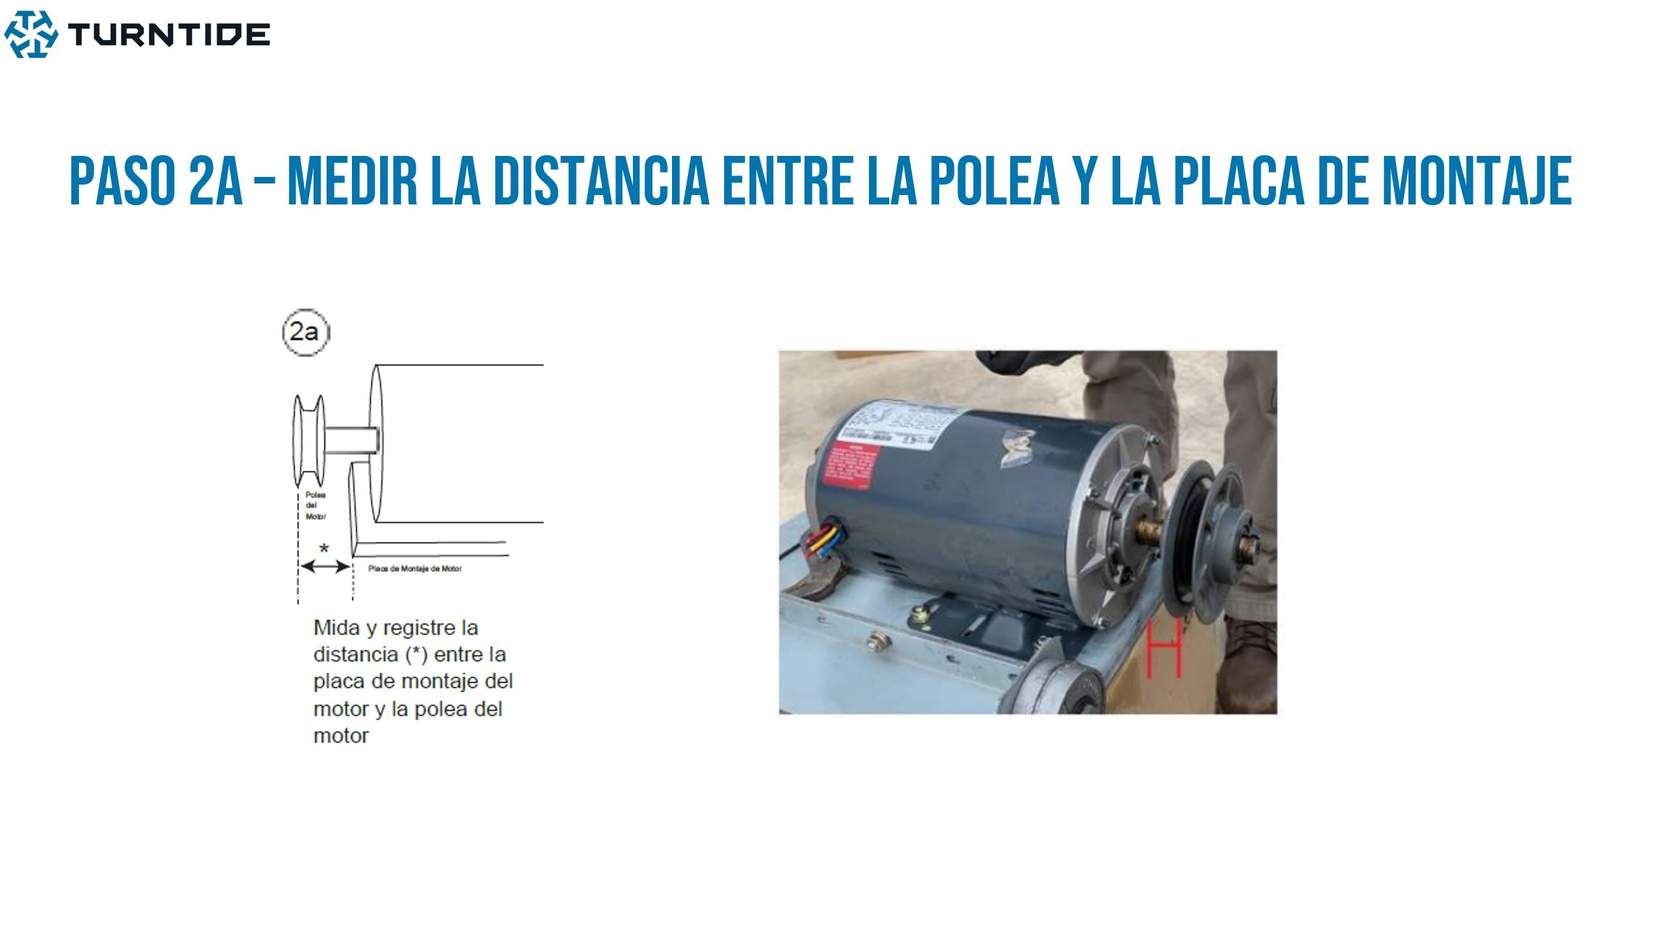 TURNTIDE
PASO 2A – MEDIR LA DISTANCIA ENTRE LA POLEA Y LA PLACA DE MONTAJE
2a
Polea
del
Motor
*
Placa de Montaje de Motor
Mida y registre la
distancia (*) entre la
placa de montaje del
motor y la polea del
motor